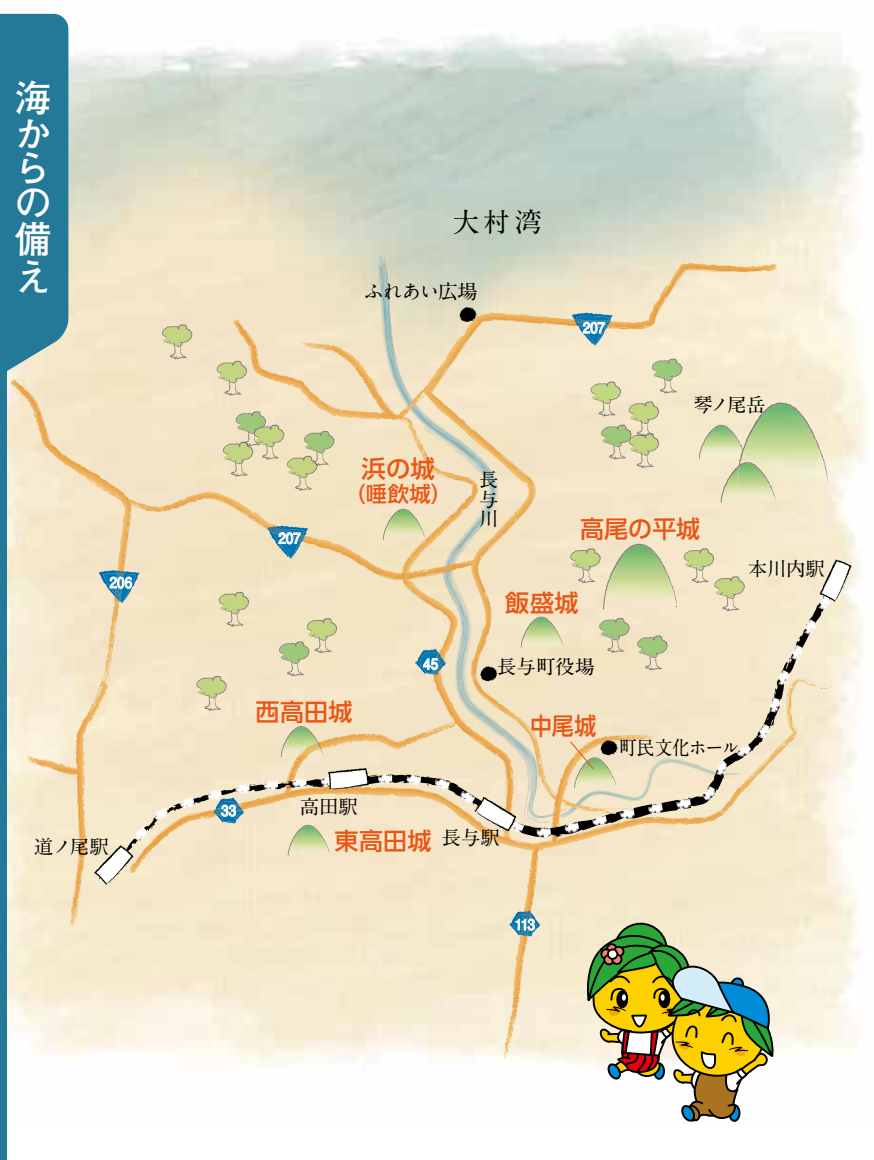 海からの備え
大村湾
ふれあい広場
207
琴ノ尾岳
浜の城
(唾飲城)
長与川
高尾の平城
207
本川内駅
206
飯盛城
45
長与町役場
西高田城
中尾城
町民文化ホール
33
高田駅
道ノ尾駅
東高田城
長与駅
113